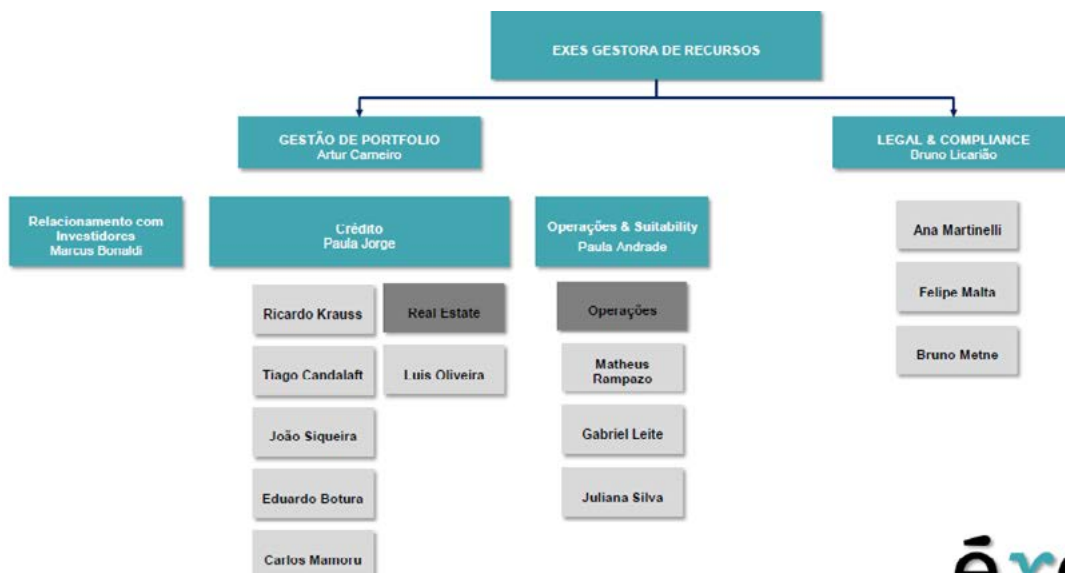 EXES GESTORA DE RECURSOS
GESTÃO DE PORTFOLIO
Artur Carneiro
LEGAL & COMPLIANCE
Bruno Licarião
Relacionamento com
Investidores
Marcus Bonaldi
Crédito
Paula Jorge
Operações & Suitability
Paula Andrade
Ricardo Krauss
Tiago Candalaft
João Siqueira
Eduardo Botura
Carlos Mamoru
Real Estate
Luis Oliveira
Operações
Matheus
Rampazo
Gabriel Leite
Juliana Silva
Ana Martinelli
Felipe Malta
Bruno Metne